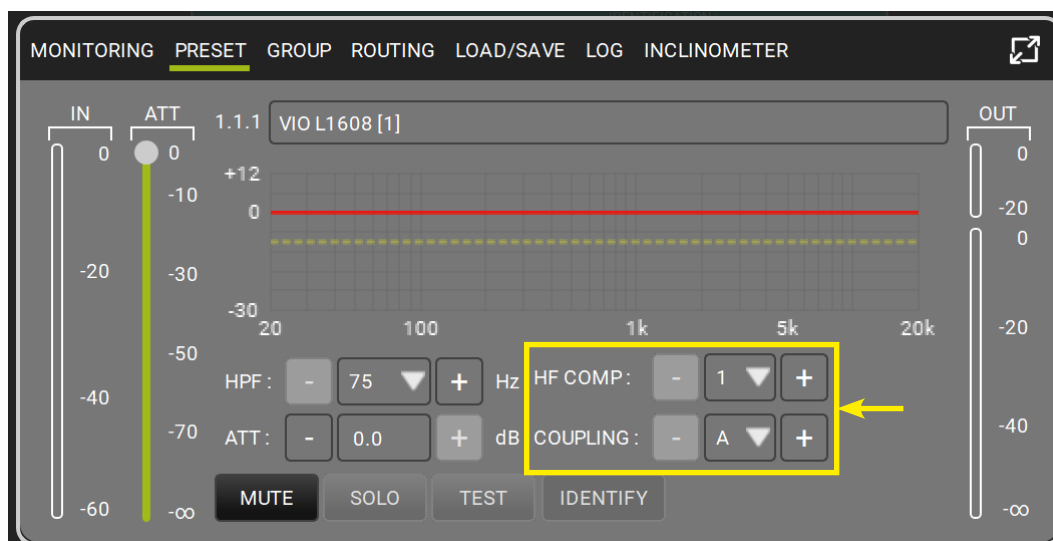 MONITORING PRESET GROUP ROUTING LOAD/SAVE LOG INCLINOMETER
IN ATT 1.1.1 VIO L1608 [1] OUT
0 0 +12 0
-10 0 -20
0
-20 -30
-30
20 100 1k 5k 20k -20
-50
HPF: - 75 + Hz HF COMP: - 1 +
-40
-70 ATT: - 0.0 + dB COUPLING: - A + -40
MUTE SOLO TEST IDENTIFY
-60 -∞ -∞